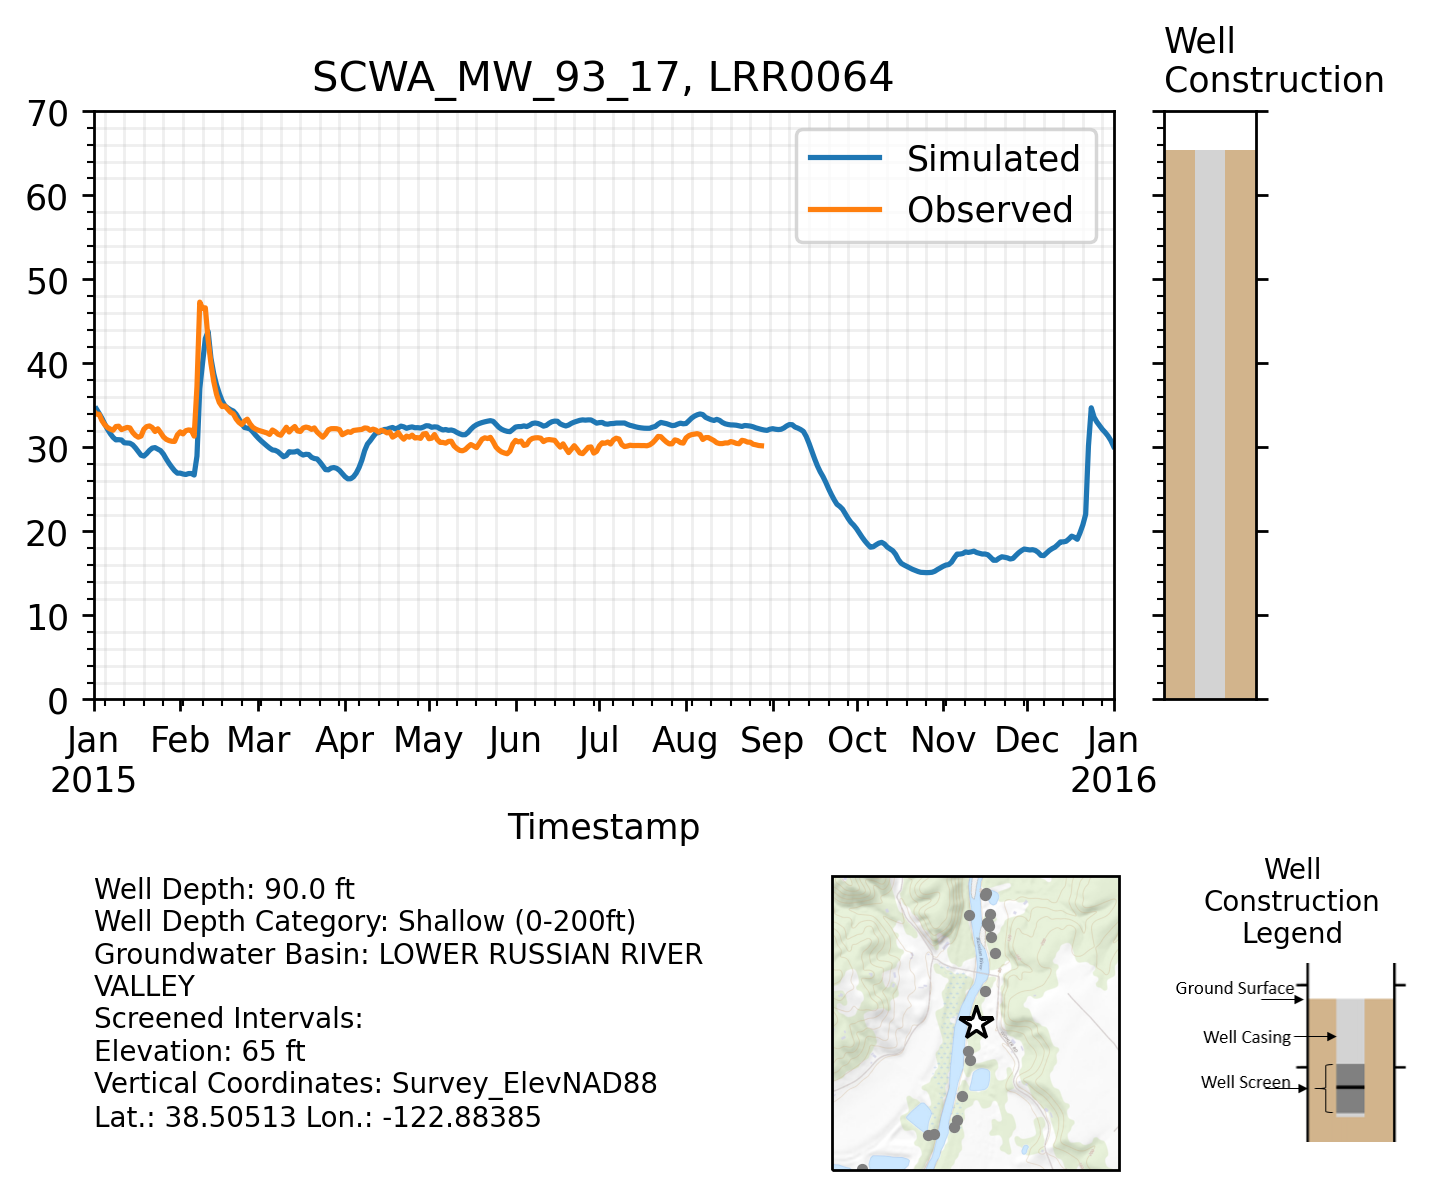 SCWA_MW_93_17, LRR0064
Well
Construction
Simulated
Observed
70
60
50
40
30
20
10
0
Jan Feb Mar Apr May Jun Jul Aug Sep Oct Nov Dec Jan
2015 2016
Timestamp
Well Depth: 90.0 ft
Well Depth Category: Shallow (0-200ft)
Groundwater Basin: LOWER RUSSIAN RIVER
VALLEY
Screened Intervals:
Elevation: 65 ft
Vertical Coordinates: Survey_ElevNAD88
Lat.: 38.50513 Lon.: -122.88385
Well
Construction
Legend
Ground Surface
Well Casing
Well Screen